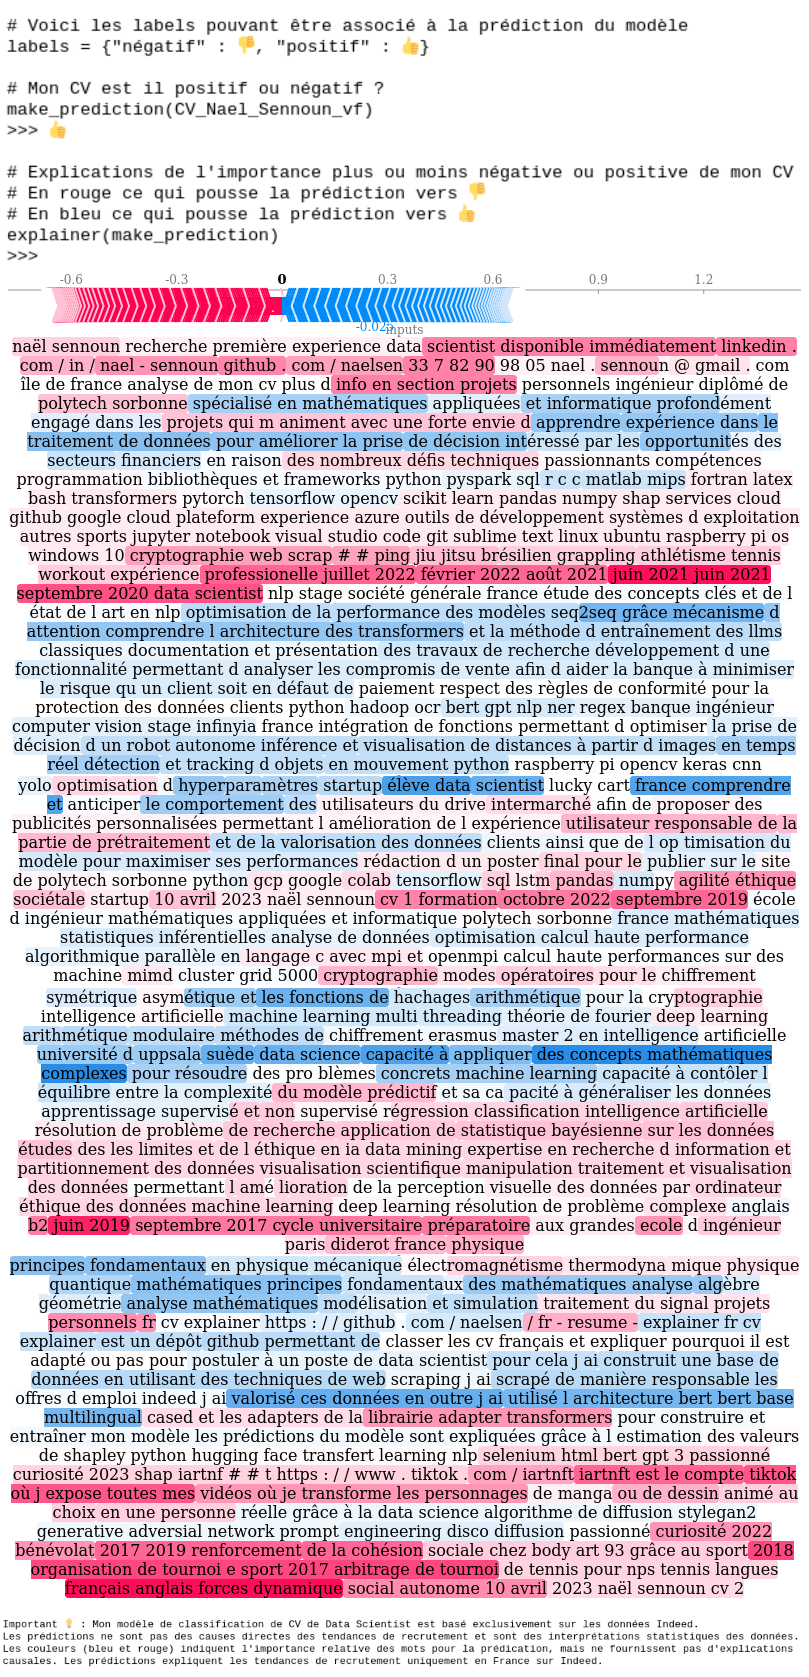 # Voici les labels pouvant être associé à la prédiction du modèle
labels = {"négatif" : 👎, "positif" : 👍}
# Mon CV est il positif ou négatif ?
make_prediction(CV_Nael_Sennoun_vf)
>>> 👍
# Explications de l'importance plus ou moins négative ou positive de mon CV
# En rouge ce qui pousse la prédiction vers 👎
# En bleu ce qui pousse la prédiction vers 👍
explainer(make_prediction)
>>>
-0.6 -0.3 0 0.3 0.6 0.9 1.2
-0.025
inputs
naël sennoun recherche première experience data scientist disponible immédiatement linkedin .
com / in / nael - sennoun github . com / naelsen 33 7 82 90 98 05 nael . sennoun @ gmail . com
île de france analyse de mon cv plus d info en section projets personnels ingénieur diplômé de
polytech sorbonne spécialisé en mathématiques appliquées et informatique profondément
engagé dans les projets qui m animent avec une forte envie d apprendre expérience dans le
traitement de données pour améliorer la prise de décision intéressé par les opportunités des
secteurs financiers en raison des nombreux défis techniques passionnants compétences
programmation bibliothèques et frameworks python pyspark sql r c c matlab mips fortran latex
bash transformers pytorch tensorflow opencv scikit learn pandas numpy shap services cloud
github google cloud plateform experience azure outils de développement systèmes d exploitation
autres sports jupyter notebook visual studio code git sublime text linux ubuntu raspberry pi os
windows 10 cryptographie web scrap # # ping jiu jitsu brésilien grappling athlétisme tennis
workout expérience professionelle juillet 2022 février 2022 août 2021 juin 2021 juin 2021
septembre 2020 data scientist nlp stage société générale france étude des concepts clés et de l
état de l art en nlp optimisation de la performance des modèles seq2seq grâce mécanisme d
attention comprendre l architecture des transformers et la méthode d entraînement des llms
classiques documentation et présentation des travaux de recherche développement d une
fonctionnalité permettant d analyser les compromis de vente afin d aider la banque à minimiser
le risque qu un client soit en défaut de paiement respect des règles de conformité pour la
protection des données clients python hadoop ocr bert gpt nlp ner regex banque ingénieur
computer vision stage infinyia france intégration de fonctions permettant d optimiser la prise de
décision d un robot autonome inférence et visualisation de distances à partir d images en temps
réel détection et tracking d objets en mouvement python raspberry pi opencv keras cnn
yolo optimisation d hyperparamètres startup élève data scientist lucky cart france comprendre
et anticiper le comportement des utilisateurs du drive intermarché afin de proposer des
publicités personnalisées permettant l amélioration de l expérience utilisateur responsable de la
partie de prétraitement et de la valorisation des données clients ainsi que de l op timisation du
modèle pour maximiser ses performances rédaction d un poster final pour le publier sur le site
de polytech sorbonne python gcp google colab tensorflow sql lstm pandas numpy agilité éthique
sociétale startup 10 avril 2023 naël sennoun cv 1 formation octobre 2022 septembre 2019 école
d ingénieur mathématiques appliquées et informatique polytech sorbonne france mathématiques
statistiques inférentielles analyse de données optimisation calcul haute performance
algorithmique parallèle en langage c avec mpi et openmpi calcul haute performances sur des
machine mimd cluster grid 5000 cryptographie modes opératoires pour le chiffrement
symétrique asymétique et les fonctions de hachages arithmétique pour la cryptographie
intelligence artificielle machine learning multi threading théorie de fourier deep learning
arithmétique modulaire méthodes de chiffrement erasmus master 2 en intelligence artificielle
université d uppsala suède data science capacité à appliquer des concepts mathématiques
complexes pour résoudre des pro blèmes concrets machine learning capacité à contôler l
équilibre entre la complexité du modèle prédictif et sa ca pacité à généraliser les données
apprentissage supervisé et non supervisé régression classification intelligence artificielle
résolution de problème de recherche application de statistique bayésienne sur les données
études des les limites et de l éthique en ia data mining expertise en recherche d information et
partitionnement des données visualisation scientifique manipulation traitement et visualisation
des données permettant l amé lioration de la perception visuelle des données par ordinateur
éthique des données machine learning deep learning résolution de problème complexe anglais
b2 juin 2019 septembre 2017 cycle universitaire préparatoire aux grandes ecole d ingénieur
paris diderot france physique
principes fondamentaux en physique mécanique électromagnétisme thermodyna mique physique
quantique mathématiques principes fondamentaux des mathématiques analyse algèbre
géométrie analyse mathématiques modélisation et simulation traitement du signal projets
personnels fr cv explainer https : / / github . com / naelsen / fr - resume - explainer fr cv
explainer est un dépôt github permettant de classer les cv français et expliquer pourquoi il est
adapté ou pas pour postuler à un poste de data scientist pour cela j ai construit une base de
données en utilisant des techniques de web scraping j ai scrapé de manière responsable les
offres d emploi indeed j ai valorisé ces données en outre j ai utilisé l architecture bert bert base
multilingual cased et les adapters de la librairie adapter transformers pour construire et
entraîner mon modèle les prédictions du modèle sont expliquées grâce à l estimation des valeurs
de shapley python hugging face transfert learning nlp selenium html bert gpt 3 passionné
curiosité 2023 shap iartnf # # t https : / / www . tiktok . com / iartnft iartnft est le compte tiktok
où j expose toutes mes vidéos où je transforme les personnages de manga ou de dessin animé au
choix en une personne réelle grâce à la data science algorithme de diffusion stylegan2
generative adversial network prompt engineering disco diffusion passionné curiosité 2022
bénévolat 2017 2019 renforcement de la cohésion sociale chez body art 93 grâce au sport 2018
organisation de tournoi e sport 2017 arbitrage de tournoi de tennis pour nps tennis langues
français anglais forces dynamique social autonome 10 avril 2023 naël sennoun cv 2
Important 💡 : Mon modèle de classification de CV de Data Scientist est basé exclusivement sur les données Indeed.
Les prédictions ne sont pas des causes directes des tendances de recrutement et sont des interprétations statistiques des données.
Les couleurs (bleu et rouge) indiquent l'importance relative des mots pour la prédication, mais ne fournissent pas d'explications
causales. Les prédictions expliquent les tendances de recrutement uniquement en France sur Indeed.